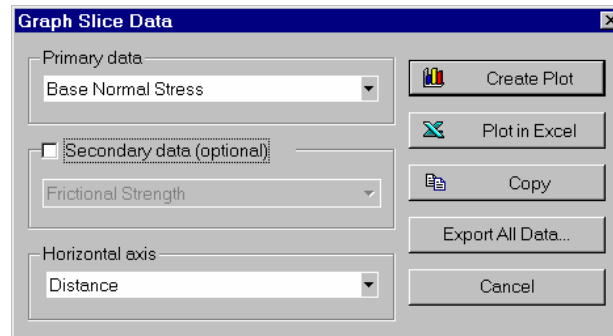 Graph Slice Data
Primary data
Base Normal Stress
Secondary data (optional)
Frictional Strength
Horizontal axis
Distance
Create Plot
Plot in Excel
Copy
Export All Data...
Cancel